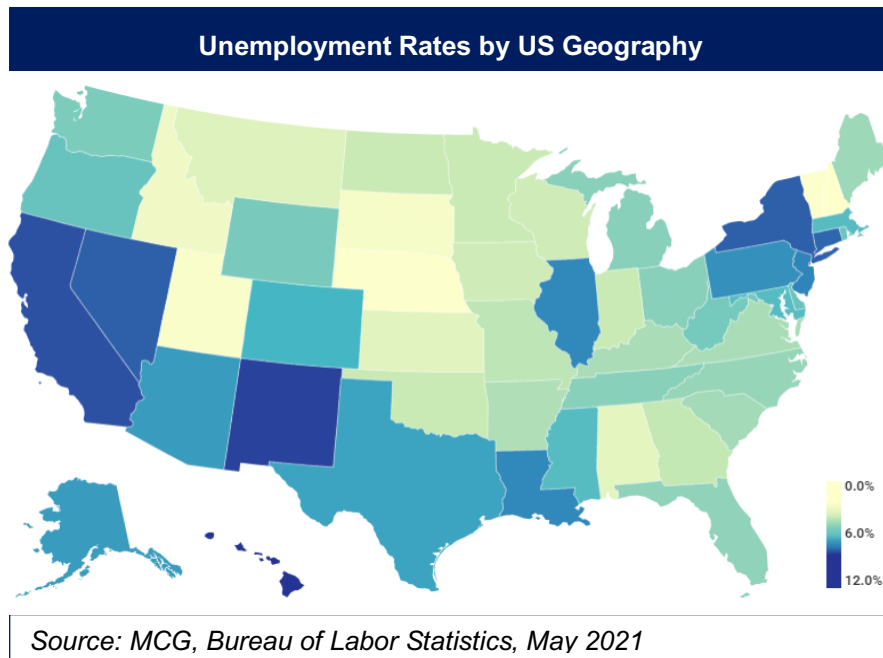 Unemployment Rates by US Geography
0.0%
6.0%
12.0%
Source: MCG, Bureau of Labor Statistics, May 2021